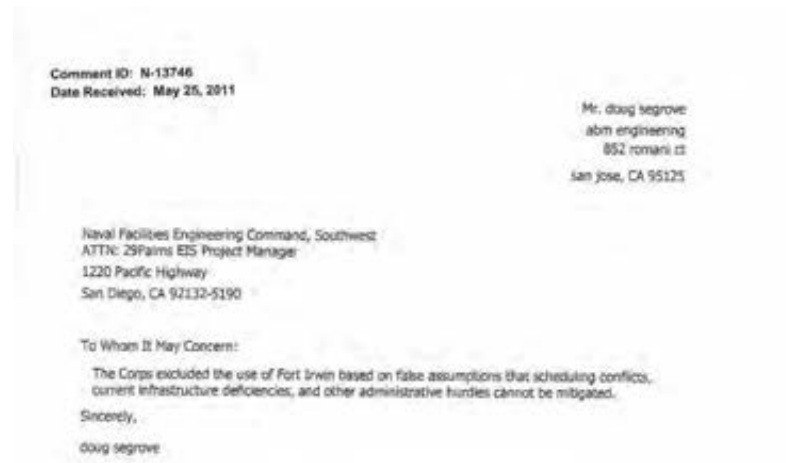 Comment ID: N-13746
Date Received: May 25, 2011
Mr. doug segrove
abm engineering
852 romani ct
san jose, CA 95125
Naval Facilities Engineering Command, Southwest
ATTN: 29Palms EIS Project Manager
1220 Pacific Highway
San Diego, CA 92132-5190
To Whom It May Concern:
The Corps excluded the use of Fort Irwin based on false assumptions that scheduling conflicts,
current infrastructure deficiencies, and other administrative hurdles cannot be mitigated.
Sincerely,
doug segrove